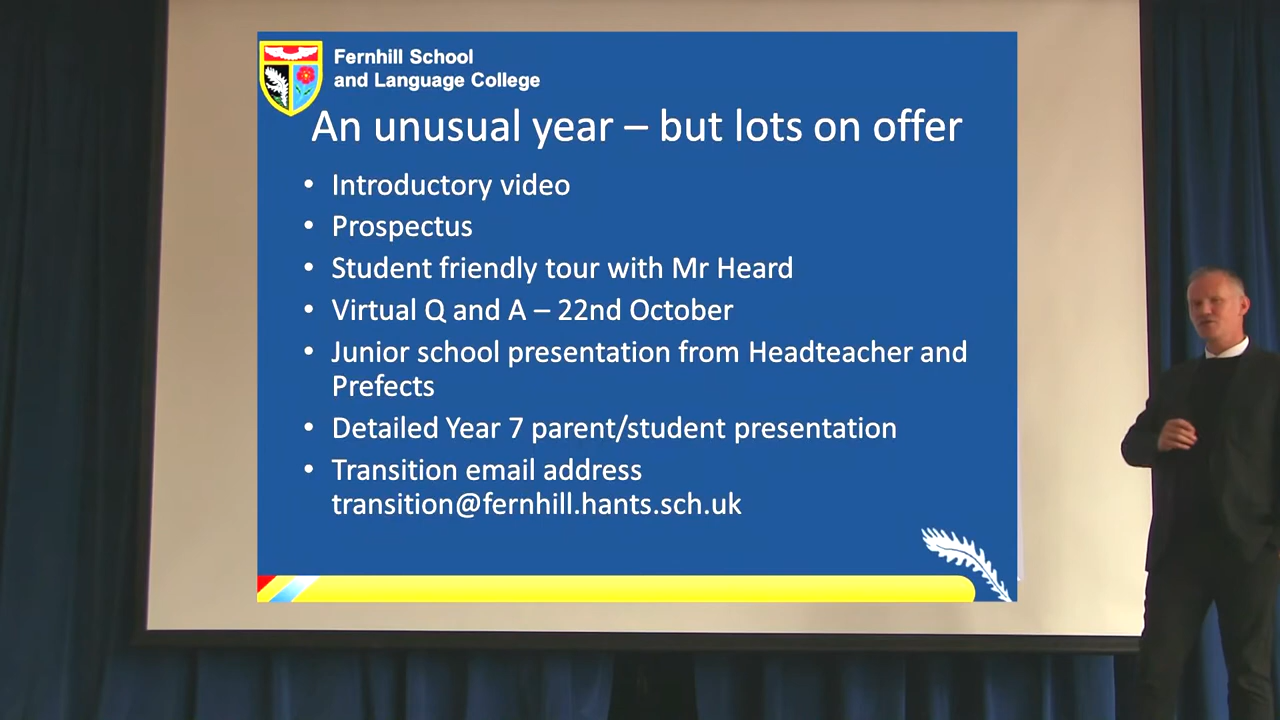 Fernhill School
and Language College
An unusual year – but lots on offer
• Introductory video
• Prospectus
• Student friendly tour with Mr Heard
• Virtual Q and A – 22nd October
• Junior school presentation from Headteacher and
Prefects
• Detailed Year 7 parent/student presentation
• Transition email address
transition@fernhill.hants.sch.uk